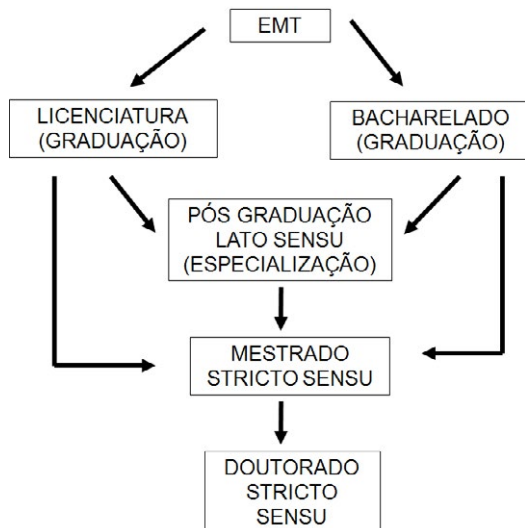 EMT
LICENCIATURA
(GRADUAÇÃO)
BACHARELADO
(GRADUAÇÃO)
PÓS GRADUAÇÃO
LATO SENSU
(ESPECIALIZAÇÃO)
MESTRADO
STRICTO SENSU
DOUTORADO
STRICTO
SENSU